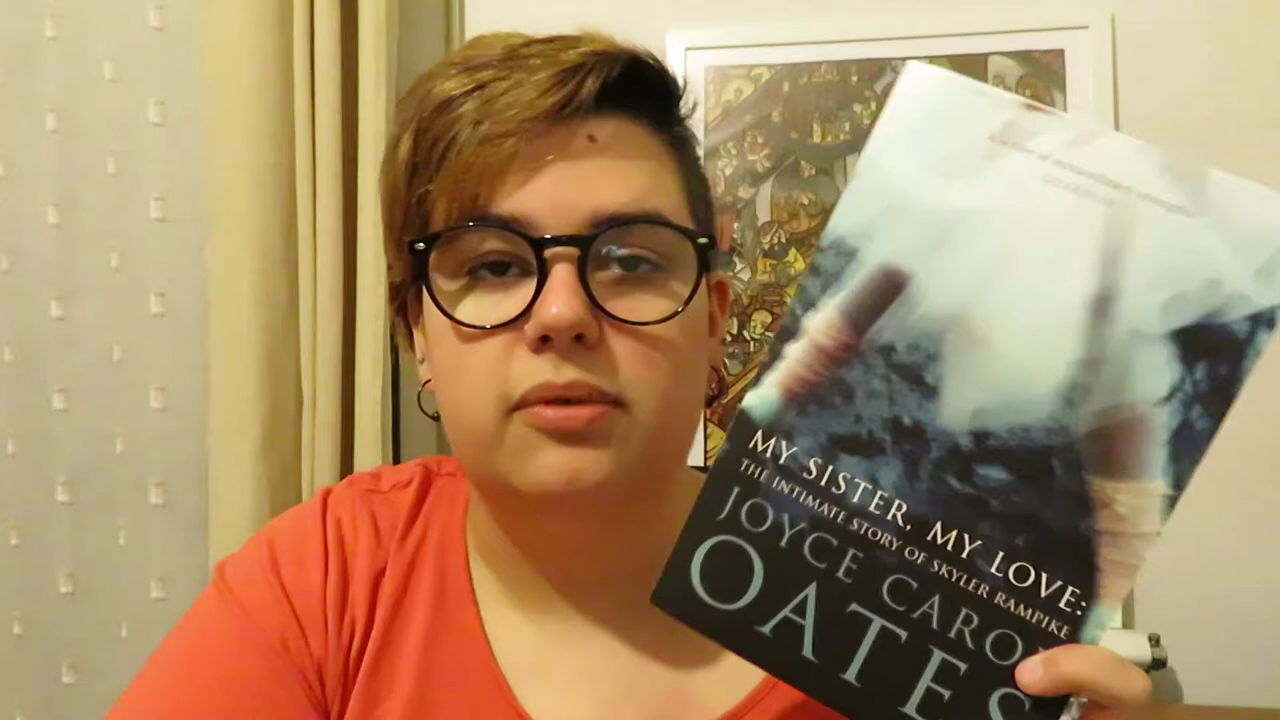 MY SISTER, MY LOVE:
THE INTIMATE STORY OF SKYLER RAMPIKE
JOYCE CAROL
OATES